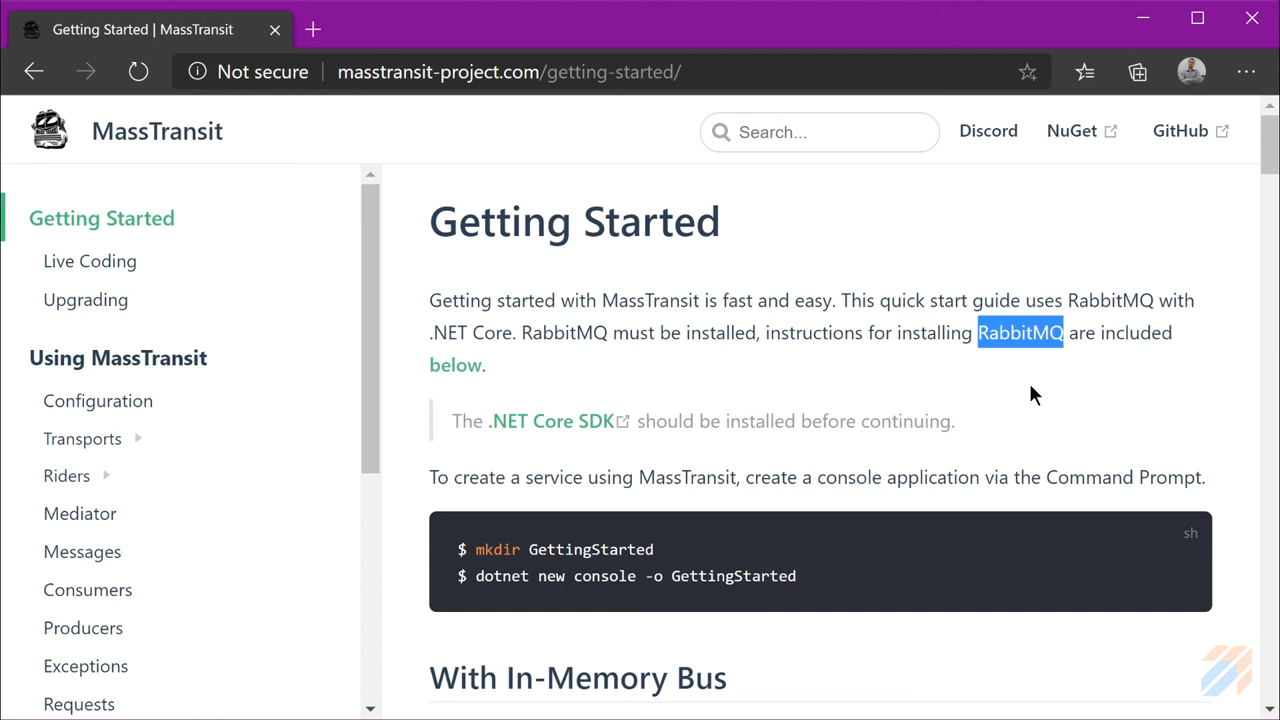 Getting Started | MassTransit
Not secure
masstransit-project.com/getting-started/
MassTransit
Search...
Discord
NuGet
GitHub
Getting Started
Live Coding
Upgrading
Using MassTransit
Configuration
Transports
Riders
Mediator
Messages
Consumers
Producers
Exceptions
Requests
Getting Started
Getting started with MassTransit is fast and easy. This quick start guide uses RabbitMQ with
.NET Core. RabbitMQ must be installed, instructions for installing RabbitMQ are included
below.
The .NET Core SDK should be installed before continuing.
To create a service using MassTransit, create a console application via the Command Prompt.
sh
$ mkdir GettingStarted
$ dotnet new console -o GettingStarted
With In-Memory Bus